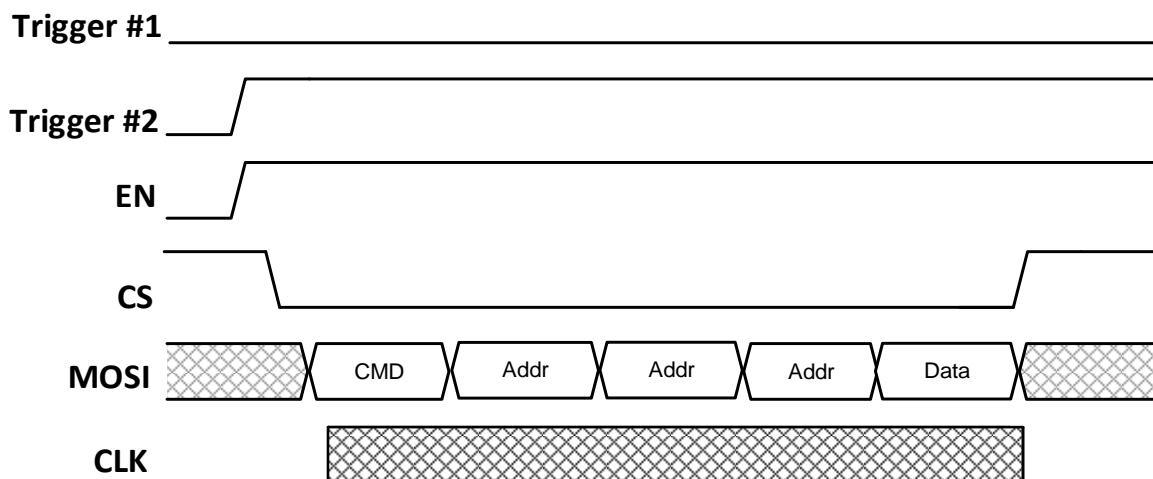 Trigger #1
Trigger #2
EN
CS
MOSI CMD Addr Addr Addr Data
CLK